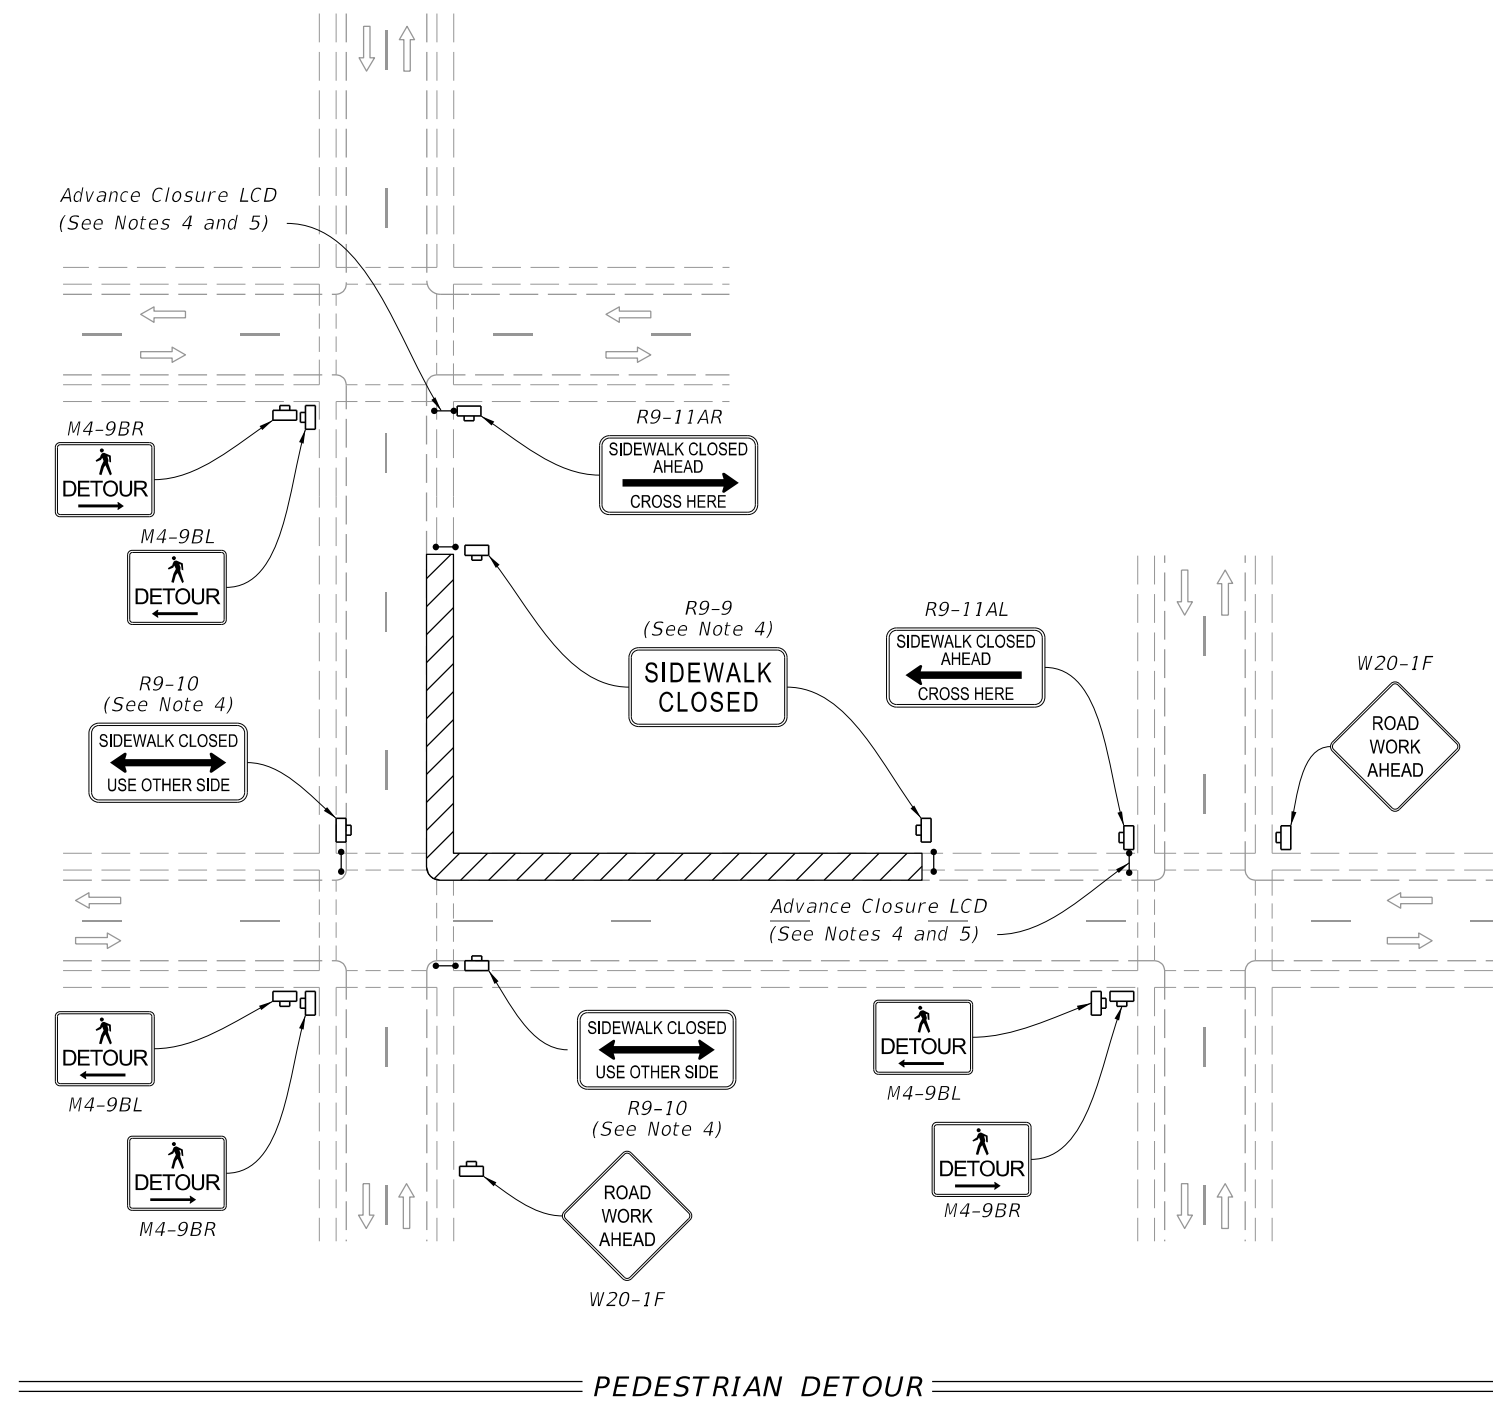 Advance Closure LCD
(See Notes 4 and 5)
M4-9BR
DETOUR
M4-9BL
DETOUR
R9-11AR
SIDEWALK CLOSED
AHEAD
CROSS HERE
R9-9
(See Note 4)
SIDEWALK
CLOSED
R9-11AL
SIDEWALK CLOSED
AHEAD
CROSS HERE
W20-1F
ROAD
WORK
AHEAD
R9-10
(See Note 4)
SIDEWALK CLOSED
USE OTHER SIDE
Advance Closure LCD
(See Notes 4 and 5)
DETOUR
M4-9BL
DETOUR
M4-9BR
SIDEWALK CLOSED
USE OTHER SIDE
R9-10
(See Note 4)
DETOUR
M4-9BL
DETOUR
M4-9BR
ROAD
WORK
AHEAD
W20-1F
PEDESTRIAN DETOUR